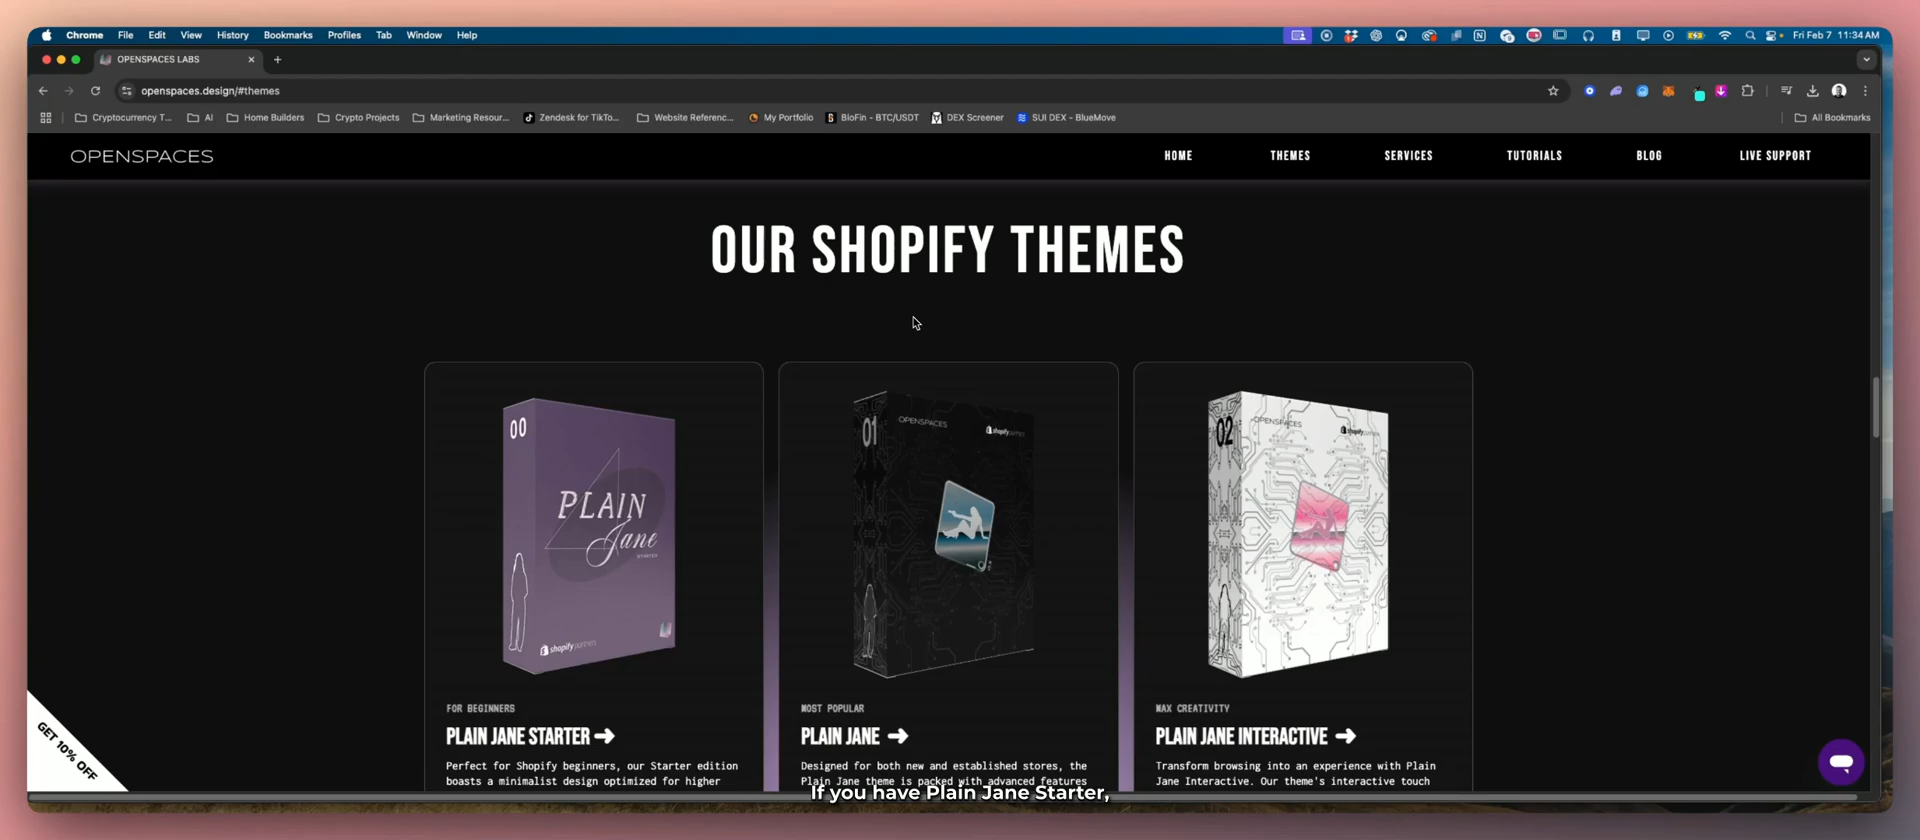 Chrome File Edit View History Bookmarks Profiles Tab Window Help
Fri Feb 7 11:34 AM
OPENSPACES LABS
openspaces.design/#themes
Cryptocurrency T... AI Home Builders Crypto Projects Marketing Resour... Zendesk for TikTo... Website Referenc... My Portfolio BloFin - BTC/USDT DEX Screener SUI DEX - BlueMove All Bookmarks
OPENSPACES HOME THEMES SERVICES TUTORIALS BLOG LIVE SUPPORT
OUR SHOPIFY THEMES
00
PLAIN
Jane
STARTER
shopify partners
01
OPENSPACES
shopify partners
02
OPENSPACES
shopify partners
FOR BEGINNERS
PLAIN JANE STARTER ➔
Perfect for Shopify beginners, our Starter edition
boasts a minimalist design optimized for higher
MOST POPULAR
PLAIN JANE ➔
Designed for both new and established stores, the
Plain Jane theme is packed with advanced features
MAX CREATIVITY
PLAIN JANE INTERACTIVE ➔
Transform browsing into an experience with Plain
Jane Interactive. Our theme's interactive touch
GET 10% OFF
If you have Plain Jane Starter,